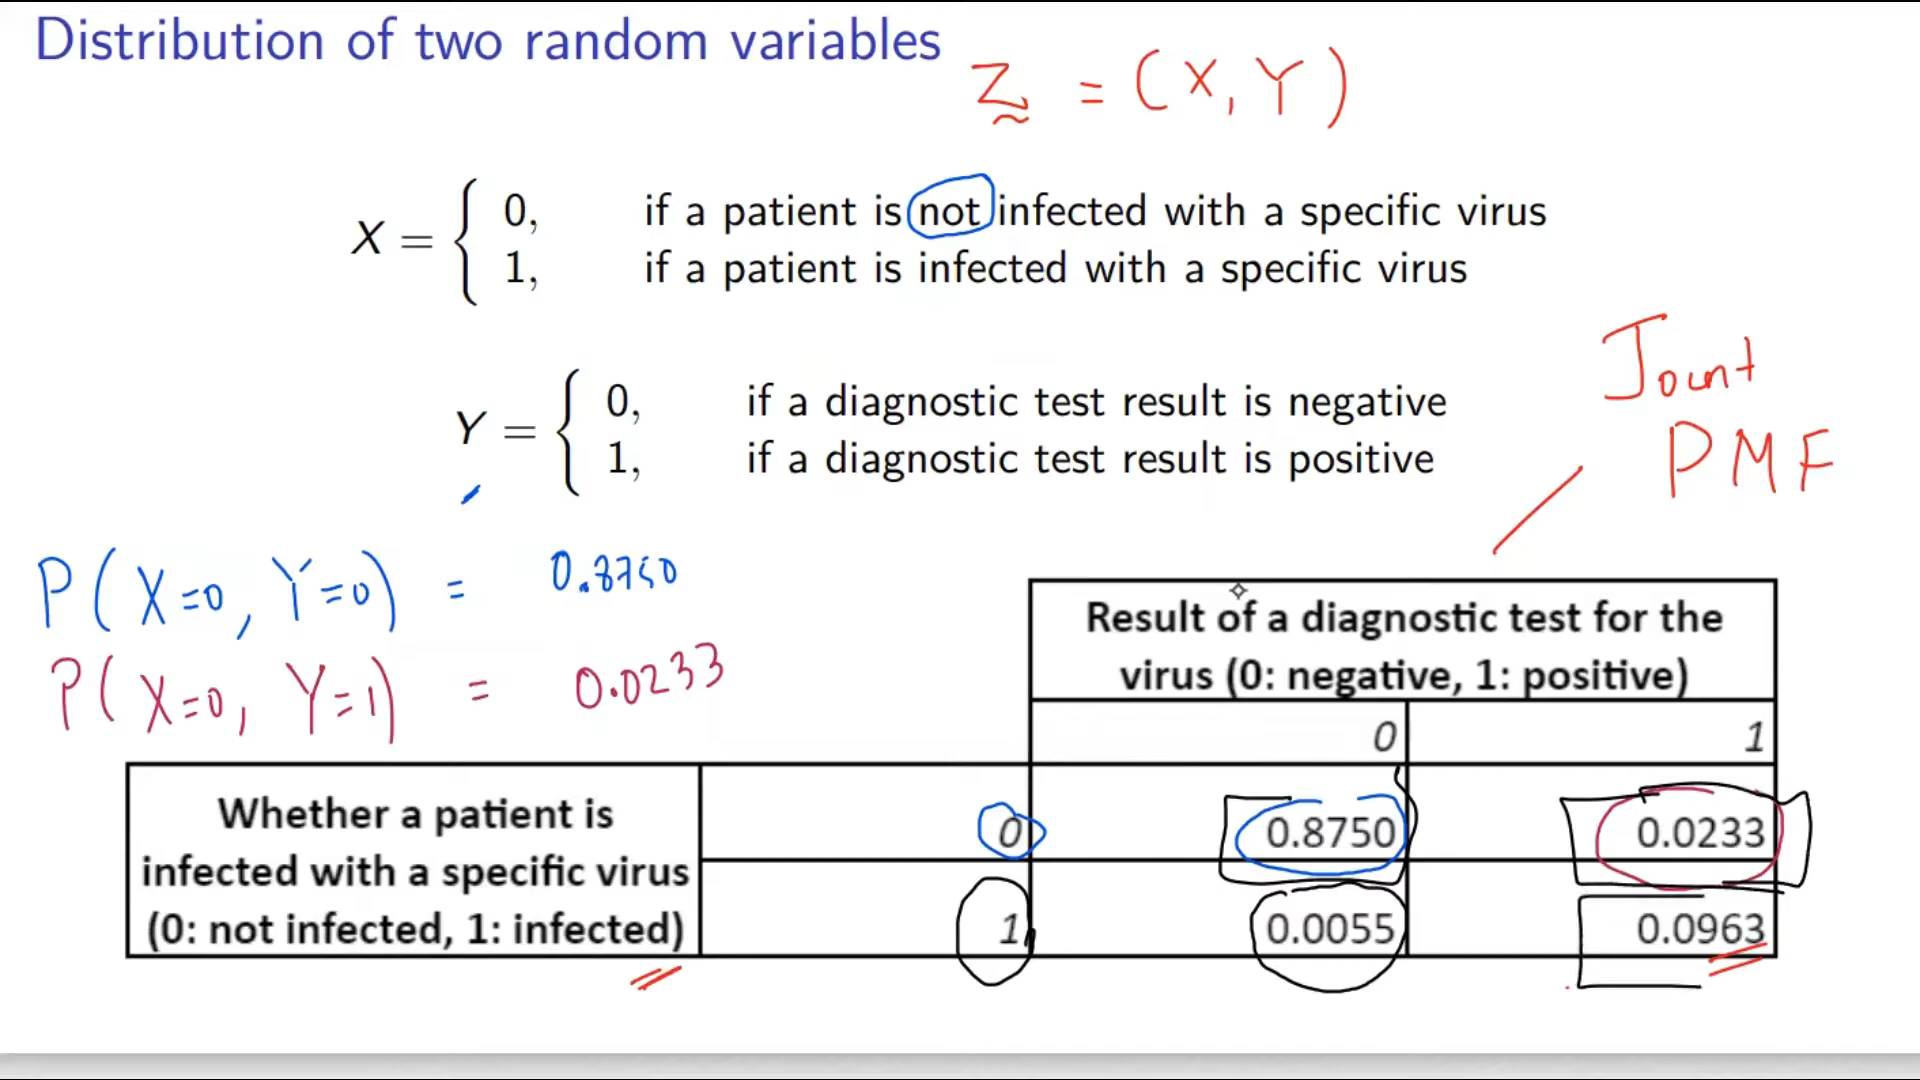 Distribution of two random variables
Z = (X, Y)
X = { 0, if a patient is not infected with a specific virus
1, if a patient is infected with a specific virus
Y = { 0, if a diagnostic test result is negative
1, if a diagnostic test result is positive
Joint
PMF
P(X=0, Y=0) = 0.8750
P(X=0, Y=1) = 0.0233
Result of a diagnostic test for the
virus (0: negative, 1: positive)
0 1
Whether a patient is
infected with a specific virus
(0: not infected, 1: infected)
0 0.8750 0.0233
1 0.0055 0.0963